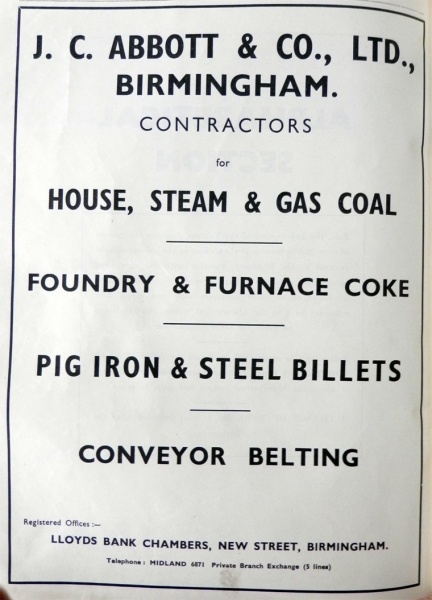 J. C. ABBOTT & CO., LTD.,
BIRMINGHAM.
CONTRACTORS
for
HOUSE, STEAM & GAS COAL
FOUNDRY & FURNACE COKE
PIG IRON & STEEL BILLETS
CONVEYOR BELTING
Registered Offices :—
LLOYDS BANK CHAMBERS, NEW STREET, BIRMINGHAM.
Telephone : MIDLAND 6871 Private Branch Exchange (5 lines)